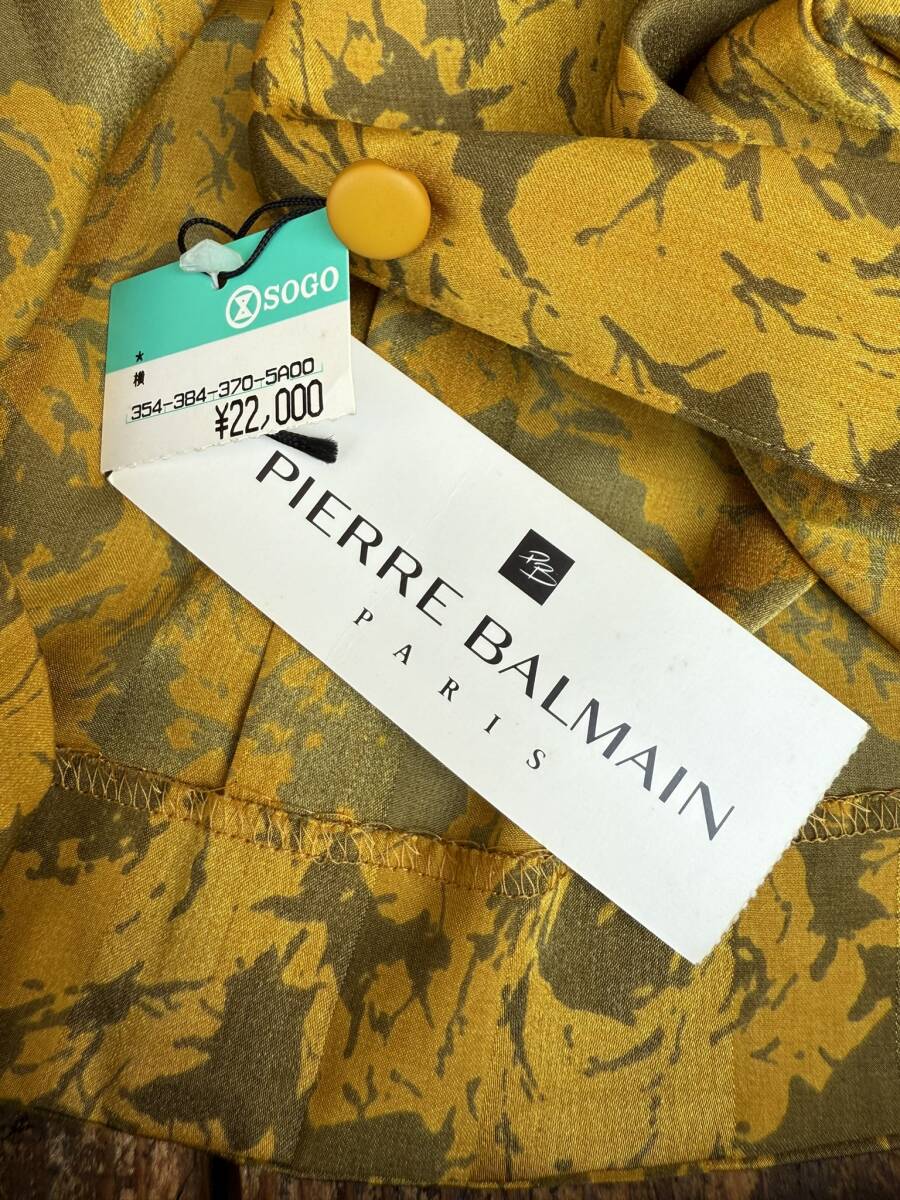 SOGO
*
横
354-384-370-5A00
¥22,000
PB
PIERRE BALMAIN
PARIS